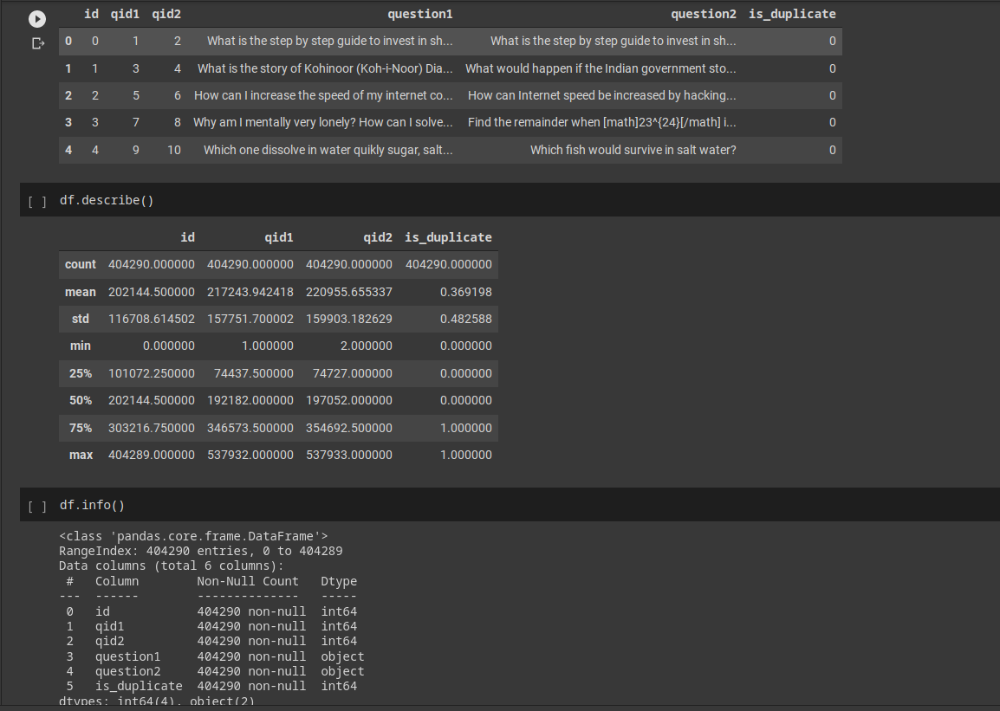 id qid1 qid2 question1 question2 is_duplicate
0 0 1 2 What is the step by step guide to invest in sh... What is the step by step guide to invest in sh... 0
1 1 3 4 What is the story of Kohinoor (Koh-i-Noor) Dia... What would happen if the Indian government sto... 0
2 2 5 6 How can I increase the speed of my internet co... How can Internet speed be increased by hacking... 0
3 3 7 8 Why am I mentally very lonely? How can I solve... Find the remainder when [math]23^{24}[/math] i... 0
4 4 9 10 Which one dissolve in water quikly sugar, salt... Which fish would survive in salt water? 0
[ ] df.describe()
id qid1 qid2 is_duplicate
count 404290.000000 404290.000000 404290.000000 404290.000000
mean 202144.500000 217243.942418 220955.655337 0.369198
std 116708.614502 157751.700002 159903.182629 0.482588
min 0.000000 1.000000 2.000000 0.000000
25% 101072.250000 74437.500000 74727.000000 0.000000
50% 202144.500000 192182.000000 197052.000000 0.000000
75% 303216.750000 346573.500000 354692.500000 1.000000
max 404289.000000 537932.000000 537933.000000 1.000000
[ ] df.info()
<class 'pandas.core.frame.DataFrame'>
RangeIndex: 404290 entries, 0 to 404289
Data columns (total 6 columns):
# Column Non-Null Count Dtype
--- ------ -------------- -----
0 id 404290 non-null int64
1 qid1 404290 non-null int64
2 qid2 404290 non-null int64
3 question1 404290 non-null object
4 question2 404290 non-null object
5 is_duplicate 404290 non-null int64
dtypes: int64(4), object(2)